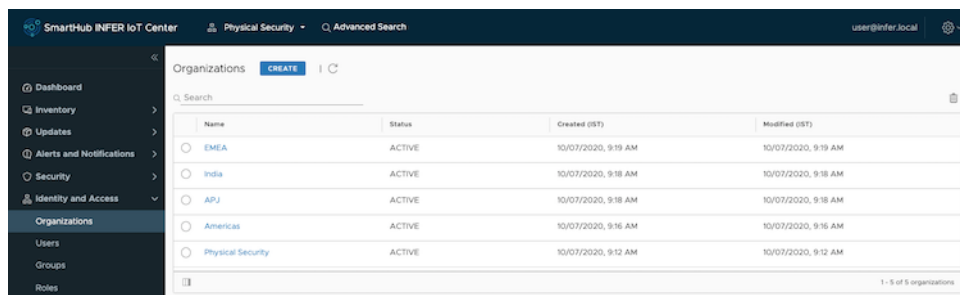 SmartHub INFER IoT Center
Physical Security
Advanced Search
user@infer.local
Dashboard
Inventory
Updates
Alerts and Notifications
Security
Identity and Access
Organizations
Users
Groups
Roles
Organizations CREATE
Search
Name Status Created (IST) Modified (IST)
EMEA ACTIVE 10/07/2020, 9:19 AM 10/07/2020, 9:19 AM
India ACTIVE 10/07/2020, 9:18 AM 10/07/2020, 9:18 AM
APJ ACTIVE 10/07/2020, 9:18 AM 10/07/2020, 9:18 AM
Americas ACTIVE 10/07/2020, 9:16 AM 10/07/2020, 9:16 AM
Physical Security ACTIVE 10/07/2020, 9:12 AM 10/07/2020, 9:12 AM
1 - 5 of 5 organizations